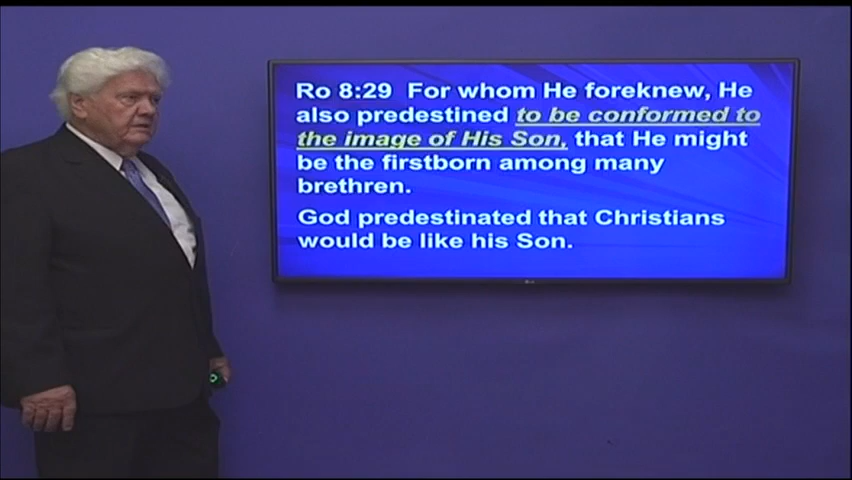 Ro 8:29 For whom He foreknew, He
also predestined to be conformed to
the image of His Son, that He might
be the firstborn among many
brethren.
God predestinated that Christians
would be like his Son.